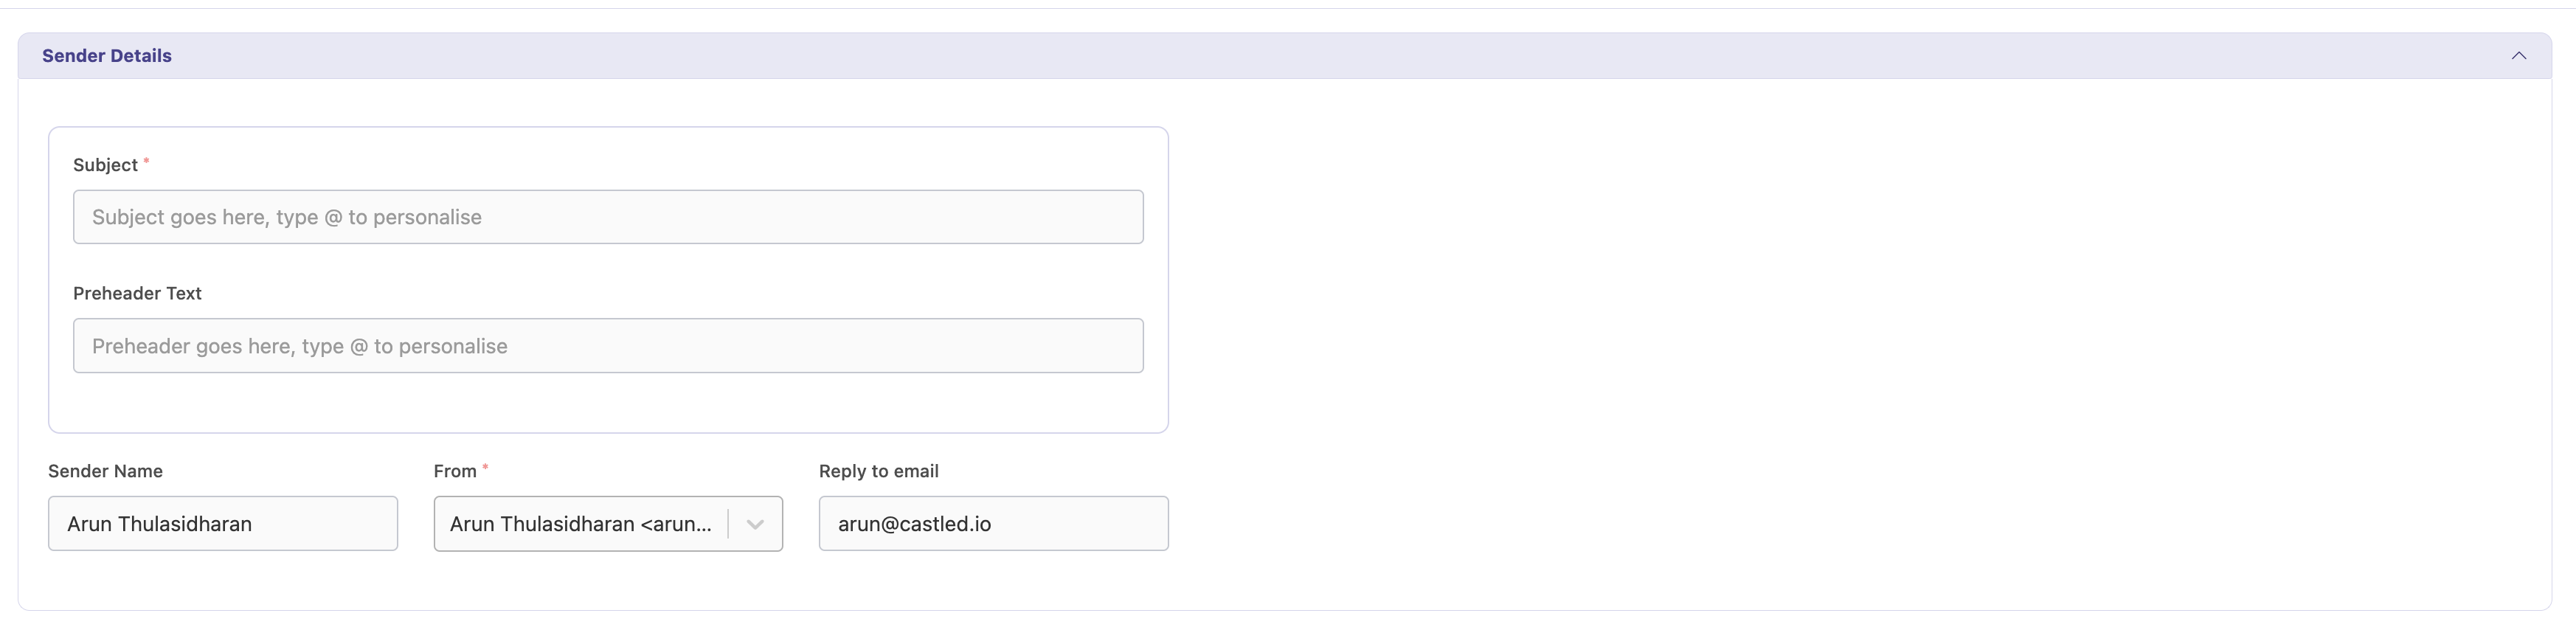 Sender Details
Subject *
Subject goes here, type @ to personalise
Preheader Text
Preheader goes here, type @ to personalise
Sender Name
From *
Reply to email
Arun Thulasidharan
Arun Thulasidharan <arun...
arun@castled.io